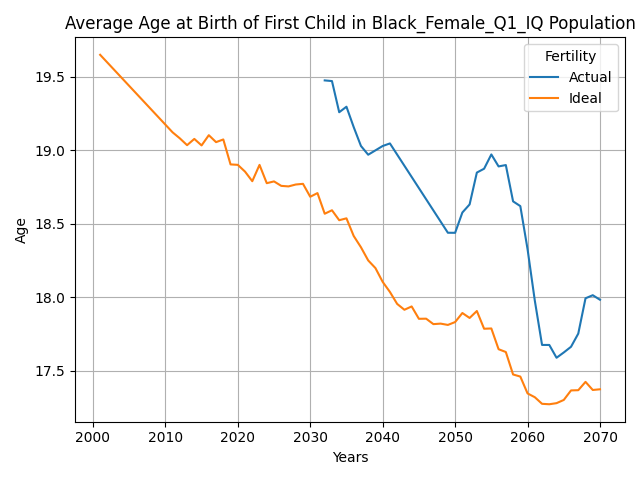 Average Age at Birth of First Child in Black_Female_Q1_IQ Population
Fertility
Actual
Ideal
Age
19.5
19.0
18.5
18.0
17.5
2000 2010 2020 2030 2040 2050 2060 2070
Years